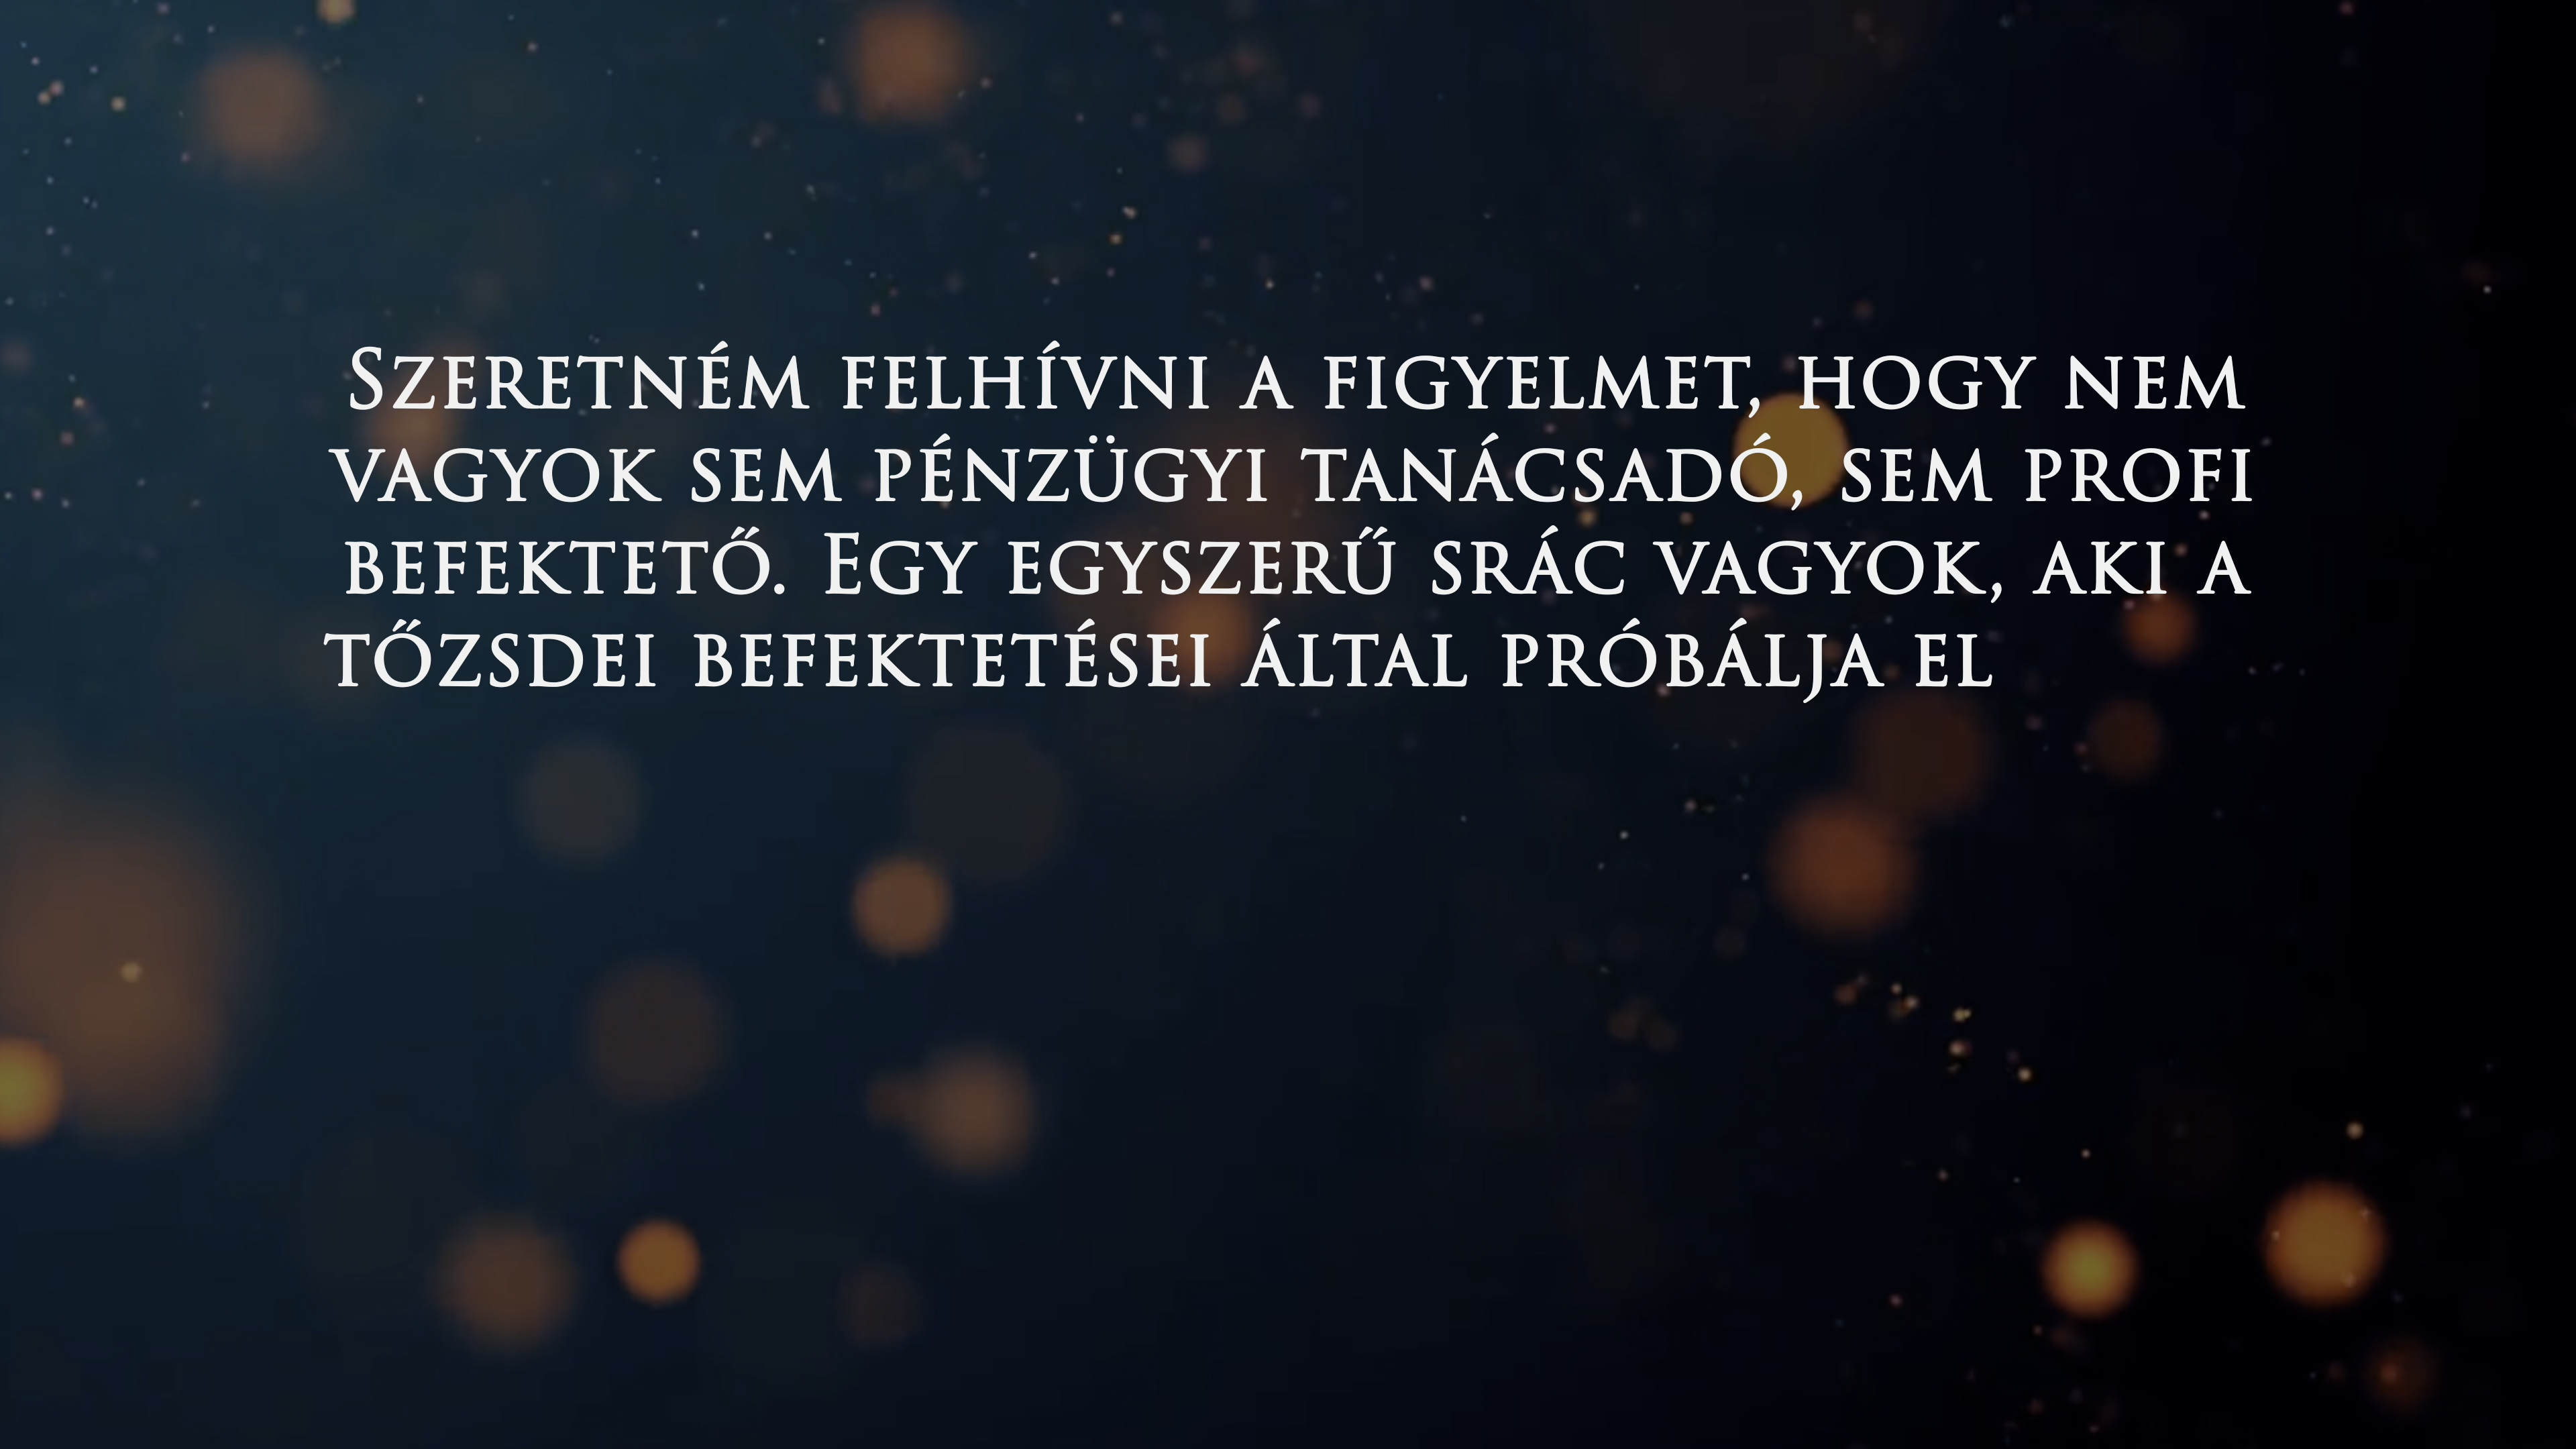 Szeretném felhívni a figyelmet, hogy nem
vagyok sem pénzügyi tanácsadó, sem profi
befektető. Egy egyszerű srác vagyok, aki a
tőzsdei befektetései által próbálja el